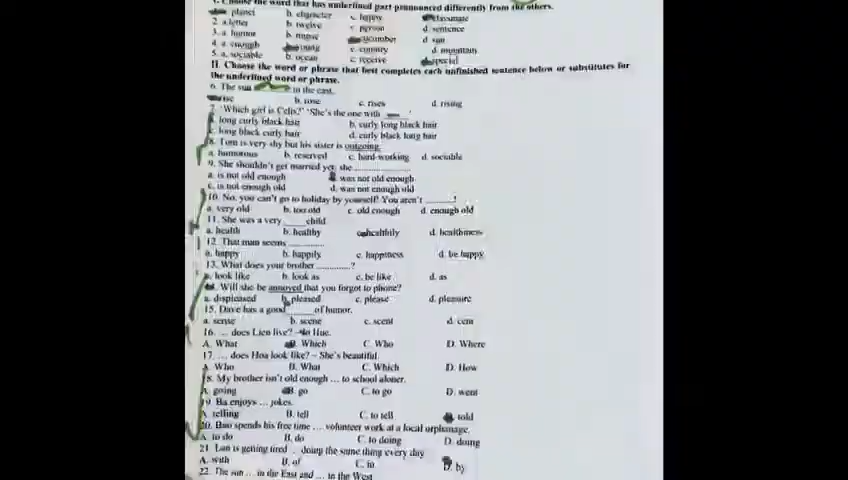 I. Choose the word that has underlined part pronounced differently from the others.
planet b. character c. happy classmate
2. a.letter b. twelve c. person d. sentence
3. a. humor b. music cucumber d. sun
4. a. enough young c. country d. mountain
5. a. sociable b. ocean c. receive special
II. Choose the word or phrase that best completes each unfinished sentence below or substitutes for
the underlined word or phrase.
6. The sun in the east.
rise b. rose c. rises d. rising
7. 'Which girl is Celia?' 'She's the one with ___.'
long curly black hair b. curly long black hair
c. long black curly hair d. curly black long hair
8. Tom is very shy but his sister is outgoing.
a. humorous b. reserved c. hard-working d. sociable
9. She shouldn't get married yet; she ............
a. is not old enough was not old enough
c. is not enough old d. was not enough old
10. No, you can't go to holiday by yourself! You aren't ______!
a. very old b. too old c. old enough d. enough old
11. She was a very ____ child.
a. health b. healthy healthily d. healthiness
12. That man seems ...........
a. happy b. happily c. happiness d. be happy
13. What does your brother ...........?
a. look like b. look as c. be like d. as
Will she be annoyed that you forgot to phone?
a. displeased b. pleased c. please d. pleasure
15. Dave has a good _____ of humor.
a. sense b. scene c. scent d. cent
16. ... does Lien live? – In Hue.
A. What B. Which C. Who D. Where
17. ... does Hoa look like? – She's beautiful.
A. Who B. What C. Which D. How
18. My brother isn't old enough ... to school aloner.
A. going B. go C. to go D. went
19. Ba enjoys ... jokes.
A. telling B. tell C. to tell told
20. Bao spends his free time ... volunteer work at a local orphanage.
A. to do B. do C. to doing D. doing
21. Lan is getting tired .. doing the same thing every day
A. with B. of C. in D. by
22. The sun ... in the East and ... in the West